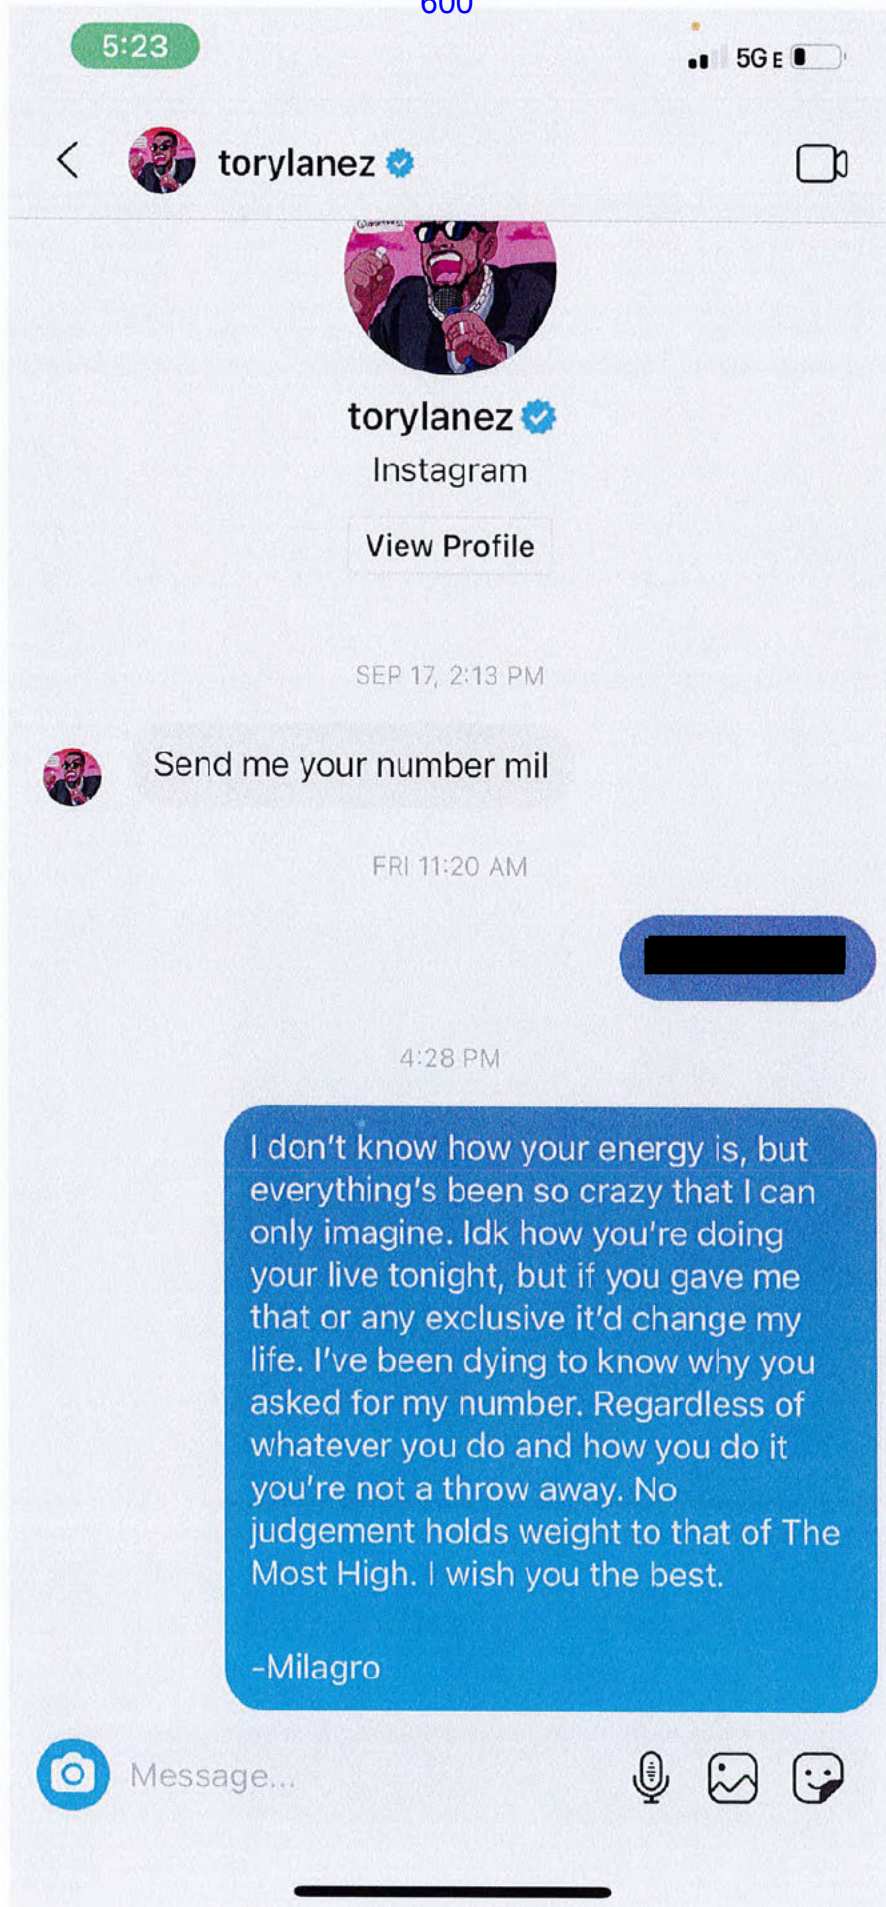 600
5:23
5G E
torylanez
torylanez
Instagram
View Profile
SEP 17, 2:13 PM
Send me your number mil
FRI 11:20 AM
4:28 PM
I don't know how your energy is, but
everything's been so crazy that I can
only imagine. Idk how you're doing
your live tonight, but if you gave me
that or any exclusive it'd change my
life. I've been dying to know why you
asked for my number. Regardless of
whatever you do and how you do it
you're not a throw away. No
judgement holds weight to that of The
Most High. I wish you the best.
-Milagro
Message...